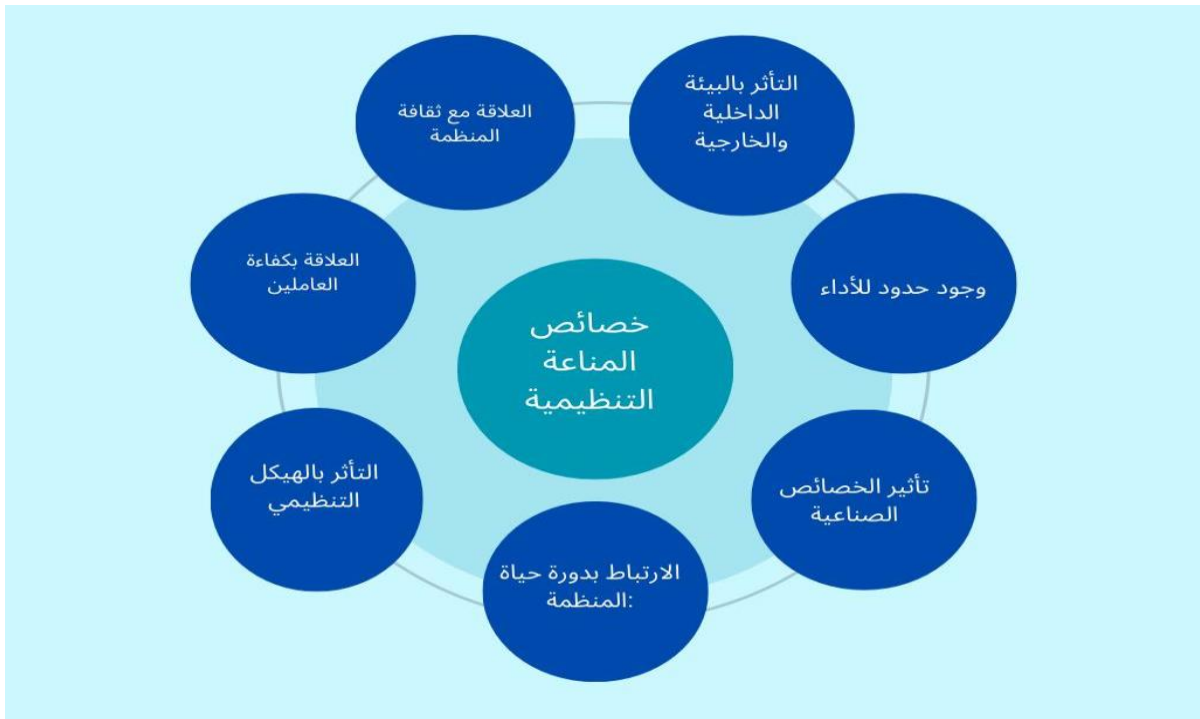 التأثر بالبيئة
الداخلية
والخارجية
العلاقة مع ثقافة
المنظمة
وجود حدود للأداء
العلاقة بكفاءة
العاملين
خصائص
المناعة
التنظيمية
تأثير الخصائص
الصناعية
التأثر بالهيكل
التنظيمي
الارتباط بدورة حياة
المنظمة: